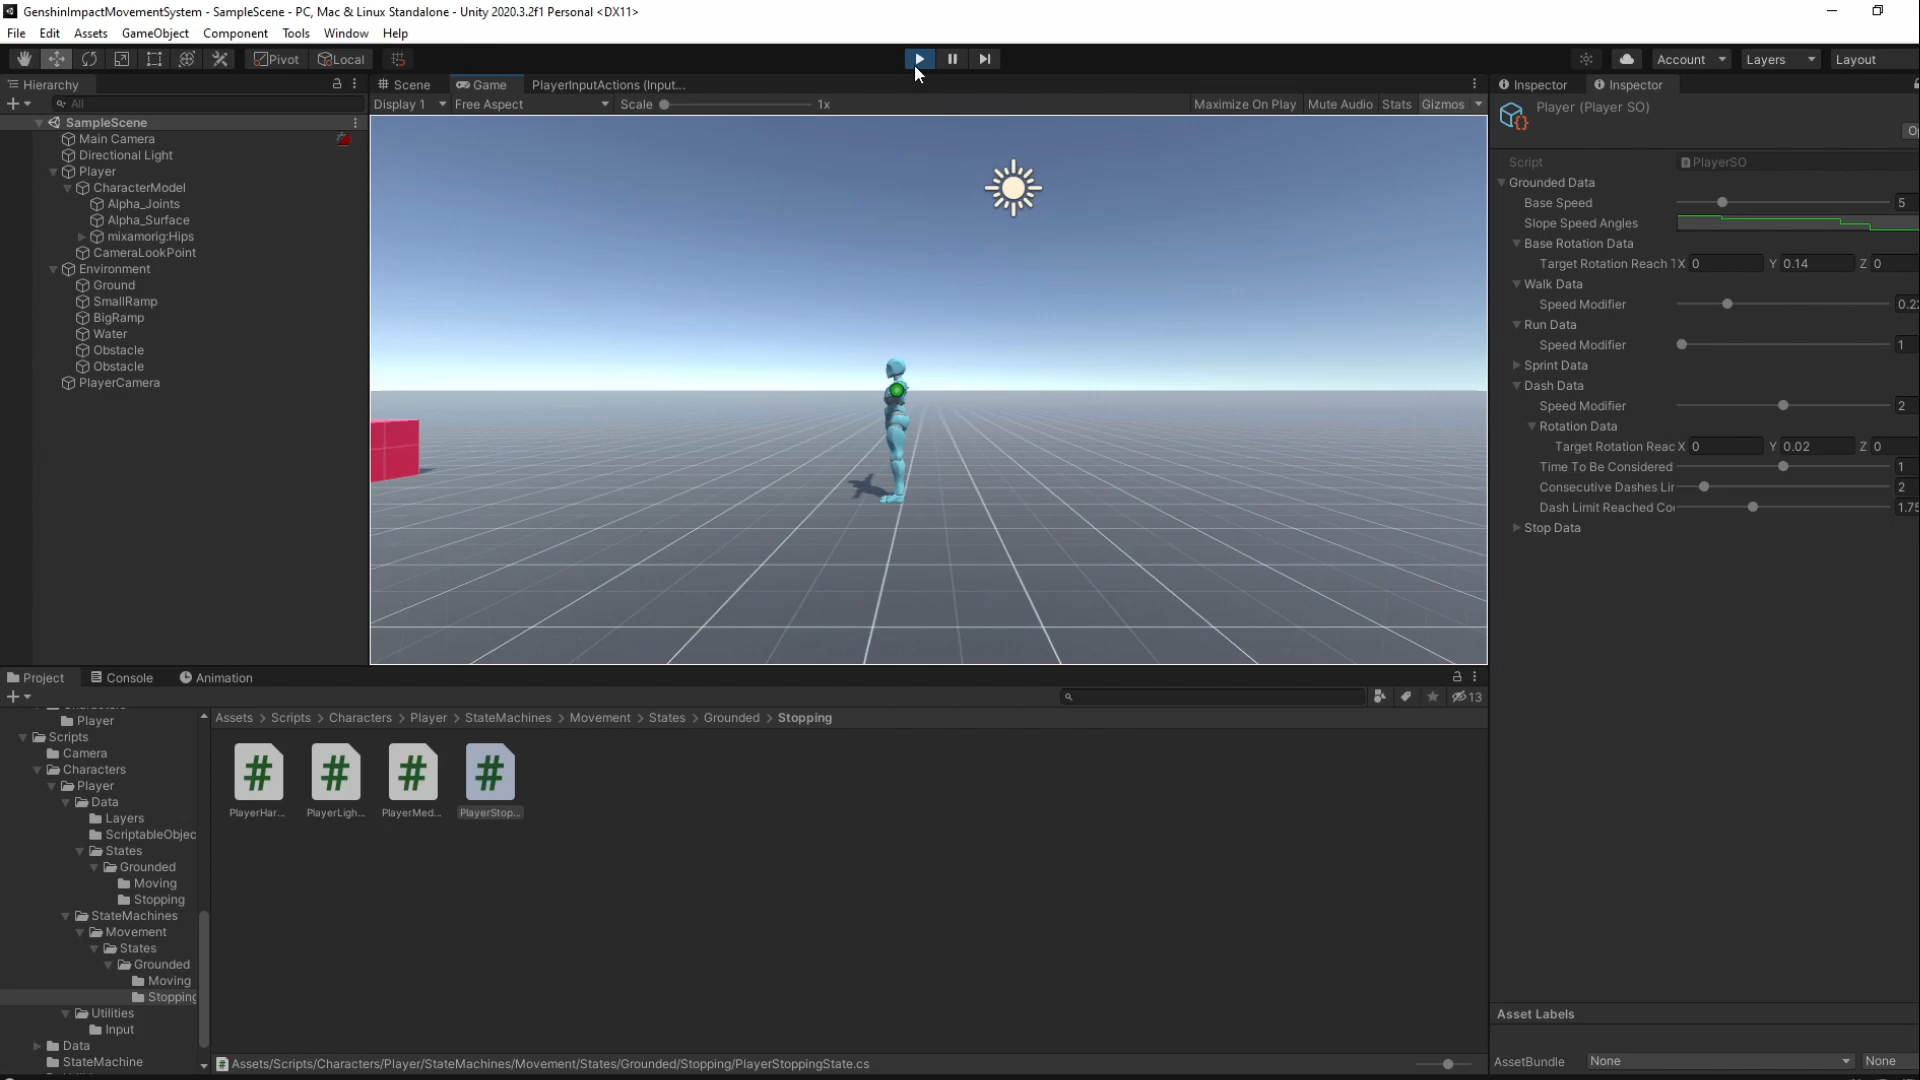 GenshinImpactMovementSystem - SampleScene - PC, Mac & Linux Standalone - Unity 2020.3.2f1 Personal <DX11>
File Edit Assets GameObject Component Tools Window Help
Pivot Local Account Layers Layout
Hierarchy
All
SampleScene
Main Camera
Directional Light
Player
CharacterModel
Alpha_Joints
Alpha_Surface
mixamorig:Hips
CameraLookPoint
Environment
Ground
SmallRamp
BigRamp
Water
Obstacle
Obstacle
PlayerCamera
Scene Game PlayerInputActions (Input...
Display 1 Free Aspect Scale 1x Maximize On Play Mute Audio Stats Gizmos
Inspector Inspector
Player (Player SO)
Script PlayerSO
Grounded Data
Base Speed 5
Slope Speed Angles
Base Rotation Data
Target Rotation Reach T X 0 Y 0.14 Z 0
Walk Data
Speed Modifier 0.22
Run Data
Speed Modifier 1
Sprint Data
Dash Data
Speed Modifier 2
Rotation Data
Target Rotation Reac X 0 Y 0.02 Z 0
Time To Be Considered 1
Consecutive Dashes Lir 2
Dash Limit Reached Co 1.75
Stop Data
Asset Labels
AssetBundle None None
Project Console Animation
13
Player
Scripts
Camera
Characters
Player
Data
Layers
ScriptableObjec
States
Grounded
Moving
Stopping
StateMachines
Movement
States
Grounded
Moving
Stopping
Utilities
Input
Data
StateMachine
Assets > Scripts > Characters > Player > StateMachines > Movement > States > Grounded > Stopping
PlayerHar... PlayerLigh... PlayerMed... PlayerStop...
Assets/Scripts/Characters/Player/StateMachines/Movement/States/Grounded/Stopping/PlayerStoppingState.cs